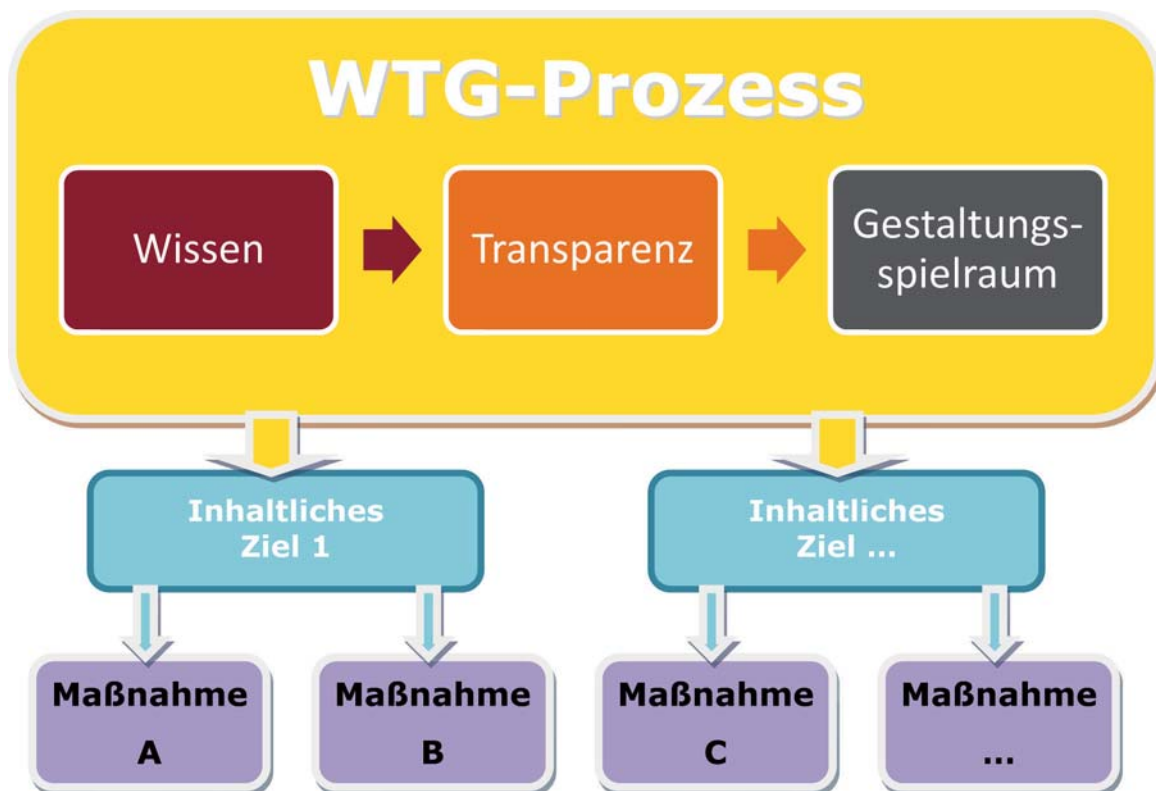 WTG-Prozess
Wissen
Transparenz
Gestaltungs-
spielraum
Inhaltliches
Ziel 1
Inhaltliches
Ziel ...
Maßnahme
A
Maßnahme
B
Maßnahme
C
Maßnahme
...